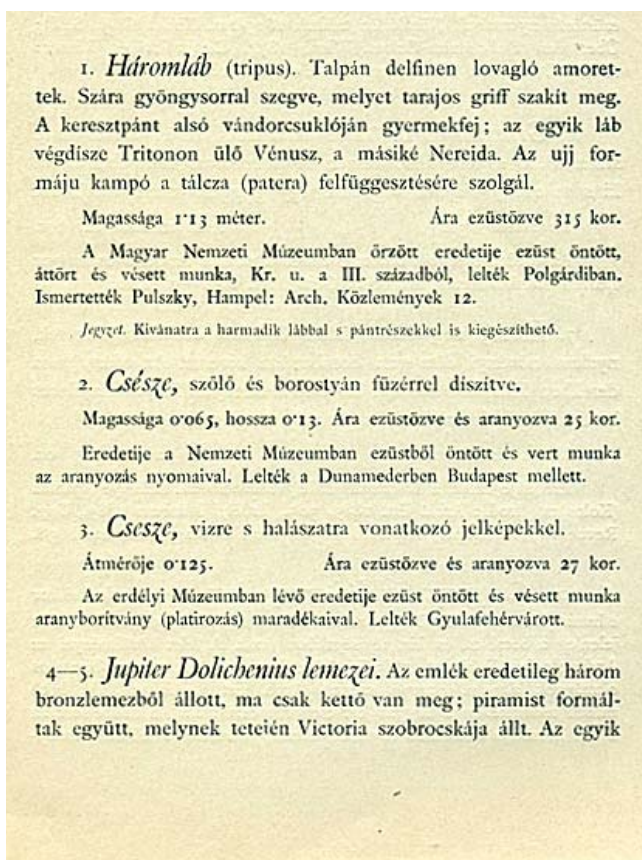 1. Háromláb (tripus). Talpán delfinen lovagló amoret-
tek. Szára gyöngysorral szegve, melyet tarajos griff szakít meg.
A keresztpánt alsó vándorcsuklóján gyermekfej; az egyik láb
végdísze Tritonon ülő Vénusz, a másiké Nereida. Az ujj for-
máju kampó a tálcza (patera) felfüggesztésére szolgál.
Magassága 1·13 méter. Ára ezüstözve 315 kor.
A Magyar Nemzeti Múzeumban őrzött eredetije ezüst öntött,
áttört és vésett munka, Kr. u. a III. századból, lelték Polgárdiban.
Ismertették Pulszky, Hampel: Arch. Közlemények 12.
Jegyzet. Kivánatra a harmadik lábbal s pántrészekkel is kiegészíthető.
2. Csésze, szőlő és borostyán füzérrel díszítve.
Magassága 0·065, hossza 0·13. Ára ezüstözve és aranyozva 25 kor.
Eredetije a Nemzeti Múzeumban ezüstből öntött és vert munka
az aranyozás nyomaival. Lelték a Dunamederben Budapest mellett.
3. Csesze, vizre s halászatra vonatkozó jelképekkel.
Átmérője 0·125. Ára ezüstözve és aranyozva 27 kor.
Az erdélyi Múzeumban lévő eredetije ezüst öntött és vésett munka
aranyborítvány (platirozás) maradékaival. Lelték Gyulafehérvárott.
4—5. Jupiter Dolichenius lemezei. Az emlék eredetileg három
bronzlemezből állott, ma csak kettő van meg; piramist formál-
tak együtt, melynek tetején Victoria szobrocskája állt. Az egyik